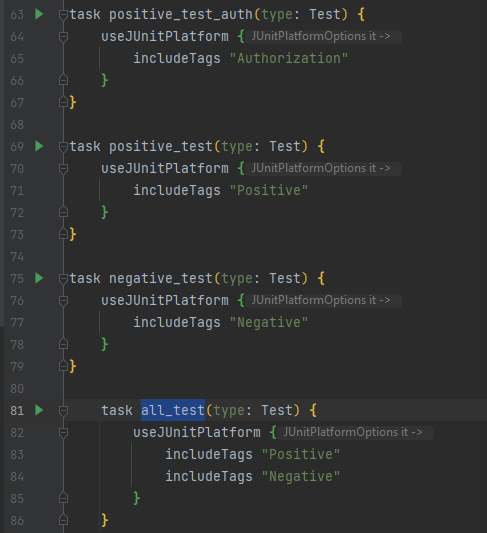 63 task positive_test_auth(type: Test) {
64 useJUnitPlatform { JUnitPlatformOptions it ->
65 includeTags "Authorization"
66 }
67 }
68
69 task positive_test(type: Test) {
70 useJUnitPlatform { JUnitPlatformOptions it ->
71 includeTags "Positive"
72 }
73 }
74
75 task negative_test(type: Test) {
76 useJUnitPlatform { JUnitPlatformOptions it ->
77 includeTags "Negative"
78 }
79 }
80
81 task all_test(type: Test) {
82 useJUnitPlatform { JUnitPlatformOptions it ->
83 includeTags "Positive"
84 includeTags "Negative"
85 }
86 }